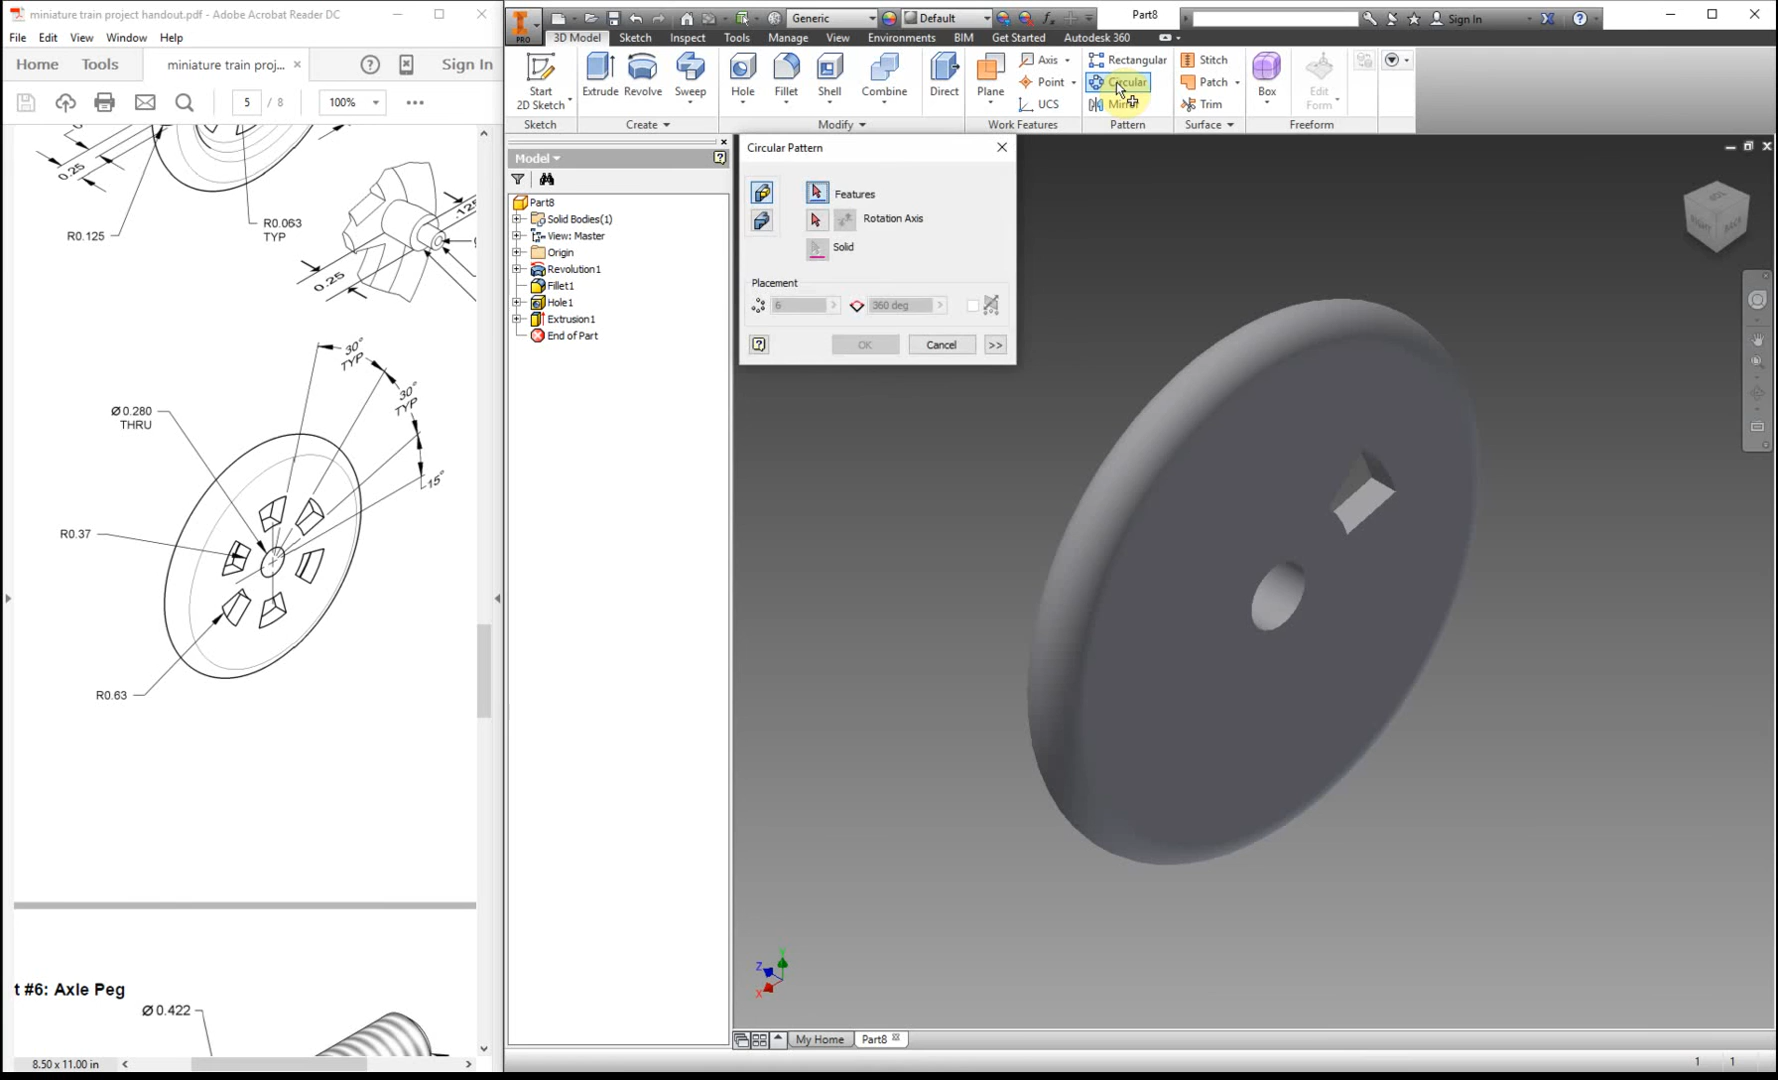 miniature train project handout.pdf - Adobe Acrobat Reader DC
File Edit View Window Help
Home Tools miniature train proj... × Sign In
5 / 8 100%
0.25
R0.125
R0.063
TYP
.125
0.25
30°
TYP
30°
TYP
15°
Ø0.280
THRU
R0.37
R0.63
t #6: Axle Peg
Ø 0.422
8.50 x 11.00 in
PRO
Generic Default Part8 Sign In
3D Model Sketch Inspect Tools Manage View Environments BIM Get Started Autodesk 360
Start
2D Sketch
Sketch
Extrude Revolve Sweep
Create
Hole Fillet Shell Combine Direct
Modify
Plane
Axis
Point
UCS
Work Features
Rectangular
Circular
Mirror
Pattern
Stitch
Patch
Trim
Surface
Box
Edit
Form
Freeform
Model
Part8
Solid Bodies(1)
View: Master
Origin
Revolution1
Fillet1
Hole1
Extrusion1
End of Part
Circular Pattern
Features
Rotation Axis
Solid
Placement
6 360 deg
OK Cancel >>
RIGHT BACK
Y
Z
X
My Home Part8
1 1